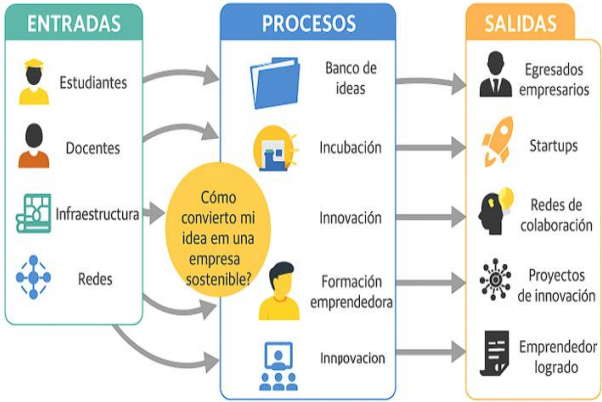 ENTRADAS
Estudiantes
Docentes
Infraestructura
Redes
PROCESOS
Banco de
ideas
Incubación
Cómo
convierto mi
idea em una
empresa
sostenible?
Innovación
Formación
emprendedora
Innpovacion
SALIDAS
Egresados
empresarios
Startups
Redes de
colaboración
Proyectos
de innovación
Emprendedor
logrado